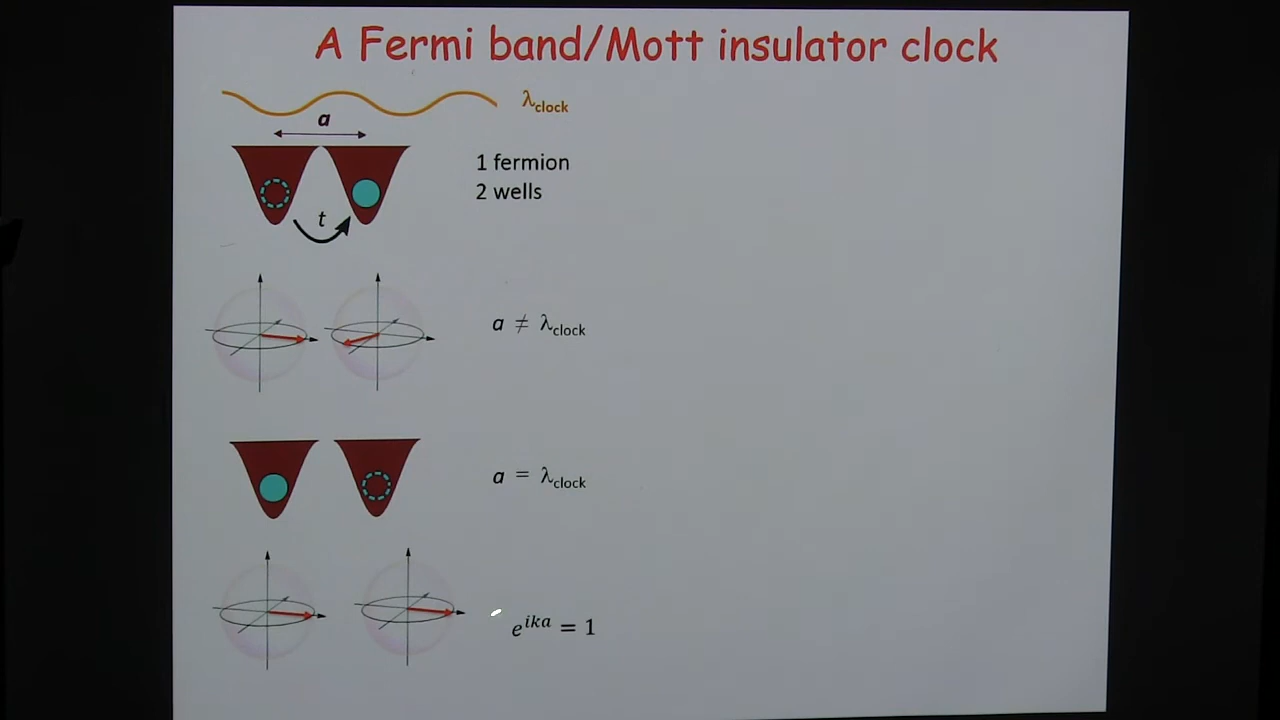 A Fermi band/Mott insulator clock
λclock
a
1 fermion
2 wells
t
a ≠ λclock
a = λclock
e^{ika} = 1